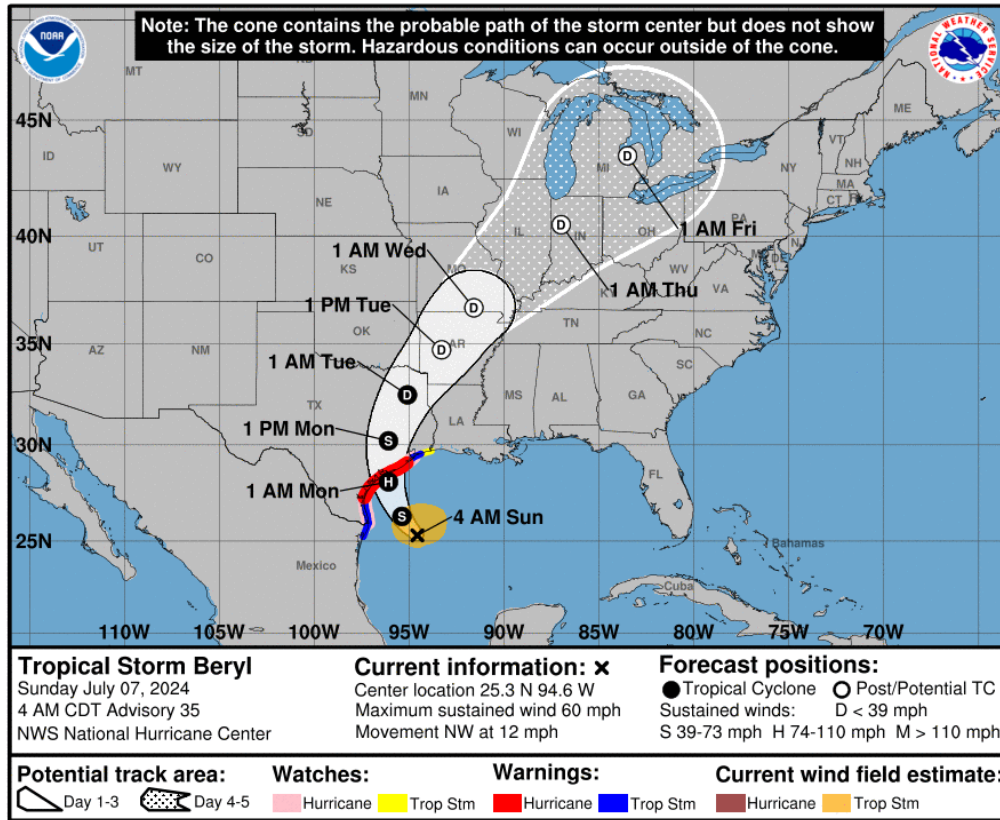 Note: The cone contains the probable path of the storm center but does not show
the size of the storm. Hazardous conditions can occur outside of the cone.
NOAA
NATIONAL WEATHER SERVICE
MT
MN
ME
45N
SD
WI
VT
ID
WY
MI
NY
NH
MA
IA
CT
NE
PA
40N
IL
IN
OH
1 AM Fri
UT
CO
1 AM Wed
KS
MO
WV
1 AM Thu
KY
VA
1 PM Tue
OK
TN
NC
35N
AZ
NM
AR
1 AM Tue
SC
TX
MS
AL
GA
LA
1 PM Mon
30N
FL
1 AM Mon
4 AM Sun
25N
Bahamas
Mexico
Cuba
110W
105W
100W
95W
90W
85W
80W
75W
70W
D
D
D
D
D
S
H
S
Tropical Storm Beryl
Sunday July 07, 2024
4 AM CDT Advisory 35
NWS National Hurricane Center
Current information: ×
Center location 25.3 N 94.6 W
Maximum sustained wind 60 mph
Movement NW at 12 mph
Forecast positions:
Tropical Cyclone Post/Potential TC
Sustained winds: D < 39 mph
S 39-73 mph H 74-110 mph M > 110 mph
Potential track area:
Day 1-3 Day 4-5
Watches:
Hurricane Trop Stm
Warnings:
Hurricane Trop Stm
Current wind field estimate:
Hurricane Trop Stm